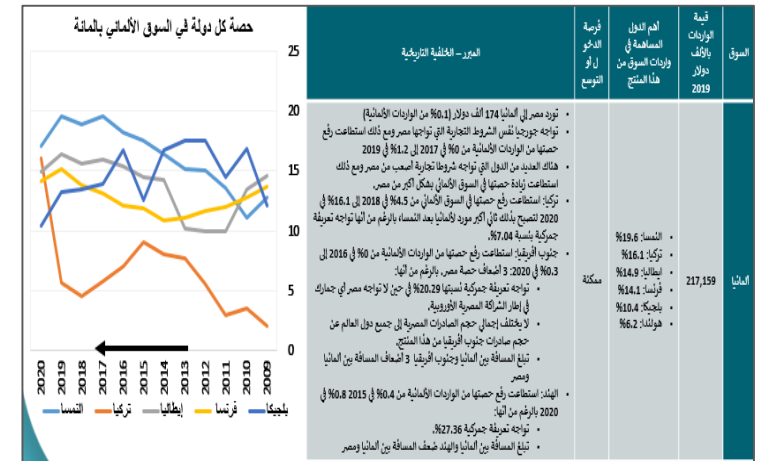 حصة كل دولة في السوق الألماني بالمائة
25
20
15
10
5
0
2020
2019
2018
2017
2016
2015
2014
2013
2012
2011
2010
2009
النمسا
تركيا
إيطاليا
فرنسا
بلجيكا
السوق
قيمة
الواردات
بالألف
دولار
2019
أهم الدول
المساهمة في
واردات السوق من
هذا المنتج
فرصة
الدخو
ل أو
التوسع
المبرر – الخلفية التاريخية
ألمانيا
217,159
• النمسا: 19.6%
• تركيا: 16.1%
• ايطاليا: 14.9%
• فرنسا: 14.1%
• بلجيكا: 10.4%
• هولندا: 6.2%
ممكنة
• تورد مصر إلي ألمانيا 174 ألف دولار (0.1% من الواردات الألمانية)
• تواجه جورجيا نفس الشروط التجارية التي تواجها مصر ومع ذلك استطاعت رفع
حصتها من الواردات الألمانية من 0% في 2017 إلى 1.2% في 2019
• هناك العديد من الدول التي تواجه شروطا تجارية أصعب من مصر ومع ذلك
استطاعت زيادة حصتها في السوق الألماني بشكل أكبر من مصر.
• تركيا: استطاعت رفع حصتها في السوق الألماني من 4.5% في 2018 إلى 16.1% في
2020 لتصبح بذلك ثاني اكبر مورد لألمانيا بعد النمساء بالرغم من أنها تواجه تعريفة
جمركية بنسبة 7.04%.
• جنوب أفريقيا: استطاعت رفع حصتها من الواردات الألمانية من 0% في 2016 إلى
0.3% في 2020: 3 أضعاف حصة مصر. بالرغم من أنها:
• تواجه تعريفة جمركية نسبتها 20.29% في حين لا تواجه مصر أي جمارك
في إطار الشراكة المصرية الأوروبية.
• لا يختلف إجمالي حجم الصادرات المصرية إلى جميع دول العالم عن
حجم صادرات جنوب أفريقيا من هذا المنتج.
• تبلغ المسافة بين ألمانيا وجنوب أفريقيا 3 أضعاف المسافة بين ألمانيا
ومصر
• الهند: استطاعت رفع حصتها من الواردات الألمانية من 0.4% في 2015 0.8% في
2020 بالرغم من أنها:
• تواجه تعريفة جمركية 27.36%.
• تبلغ المسافة بين ألمانيا والهند ضعف المسافة بين ألمانيا ومصر